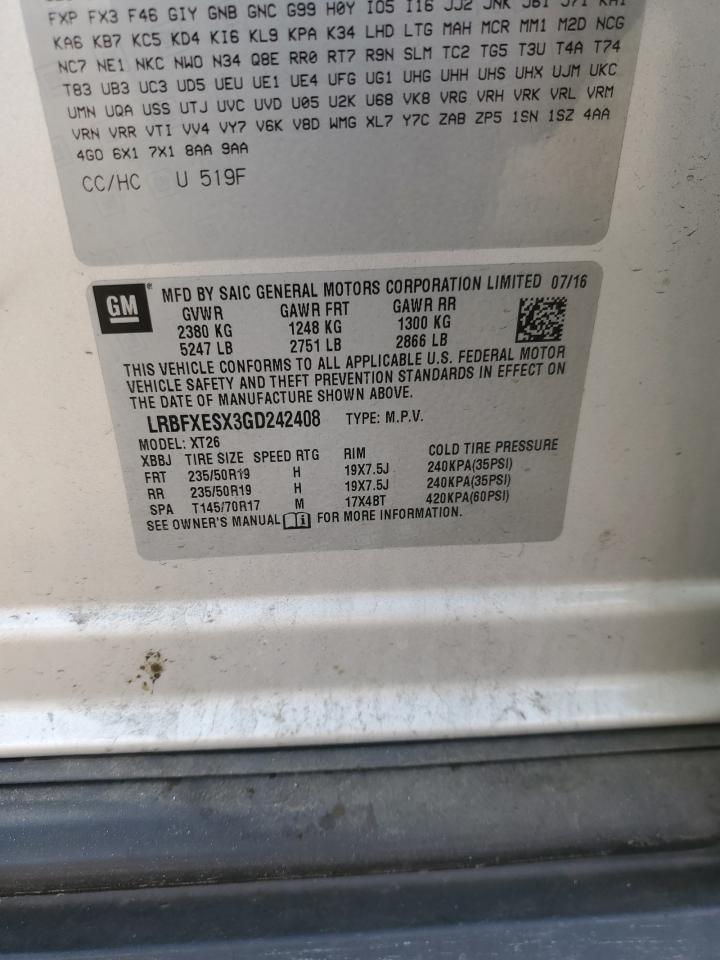 FXP FX3 F46 GIY GNB GNC G99 H0Y IO5 I16 JJ2 JNK J61 J71 KA1
KA6 KB7 KC5 KD4 KI6 KL9 KPA K34 LHD LTG MAH MCR MM1 M2D NCG
NC7 NE1 NKC NWO N34 Q8E RR0 RT7 R9N SLM TC2 TG5 T3U T4A T74
T83 UB3 UC3 UD5 UEU UE1 UE4 UFG UG1 UHG UHH UHS UHX UJM UKC
UMN UQA USS UTJ UVC UVD U05 U2K U68 VK8 VRG VRH VRK VRL VRM
VRN VRR VTI VV4 VY7 V6K V8D WMG XL7 Y7C ZAB ZP5 1SN 1SZ 4AA
4GO 6X1 7X1 8AA 9AA
CC/HC U 519F
GM ® MFD BY SAIC GENERAL MOTORS CORPORATION LIMITED 07/16
GVWR GAWR FRT GAWR RR
2380 KG 1248 KG 1300 KG
5247 LB 2751 LB 2866 LB
THIS VEHICLE CONFORMS TO ALL APPLICABLE U.S. FEDERAL MOTOR
VEHICLE SAFETY AND THEFT PREVENTION STANDARDS IN EFFECT ON
THE DATE OF MANUFACTURE SHOWN ABOVE.
LRBFXESX3GD242408 TYPE: M.P.V.
MODEL: XT26
XBBJ TIRE SIZE SPEED RTG RIM COLD TIRE PRESSURE
FRT 235/50R19 H 19X7.5J 240KPA(35PSI)
RR 235/50R19 H 19X7.5J 240KPA(35PSI)
SPA T145/70R17 M 17X4BT 420KPA(60PSI)
SEE OWNER'S MANUAL i FOR MORE INFORMATION.